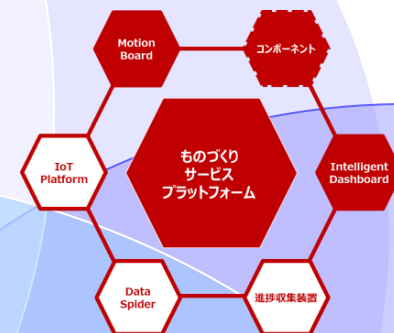 Motion
Board
コンポーネント
ものづくり
サービス
プラットフォーム
IoT
Platform
Intelligent
Dashboard
Data
Spider
進捗収集装置